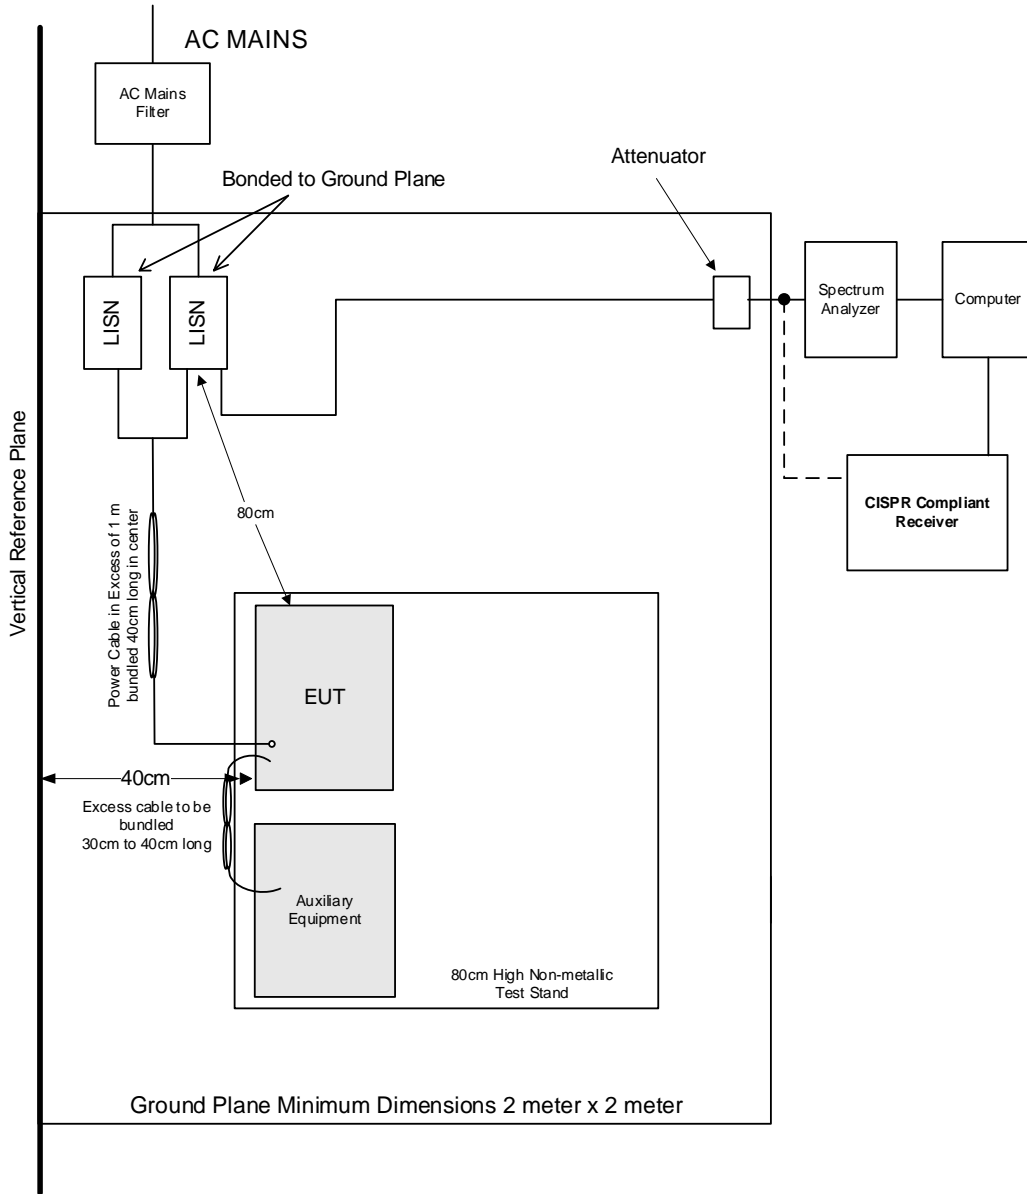 AC MAINS
AC Mains
Filter
Attenuator
Bonded to Ground Plane
LISN
LISN
Spectrum
Analyzer
Computer
CISPR Compliant
Receiver
Vertical Reference Plane
80cm
Power Cable in Excess of 1 m
bundled 40cm long in center
EUT
40cm
Excess cable to be
bundled
30cm to 40cm long
Auxiliary
Equipment
80cm High Non-metallic
Test Stand
Ground Plane Minimum Dimensions 2 meter x 2 meter